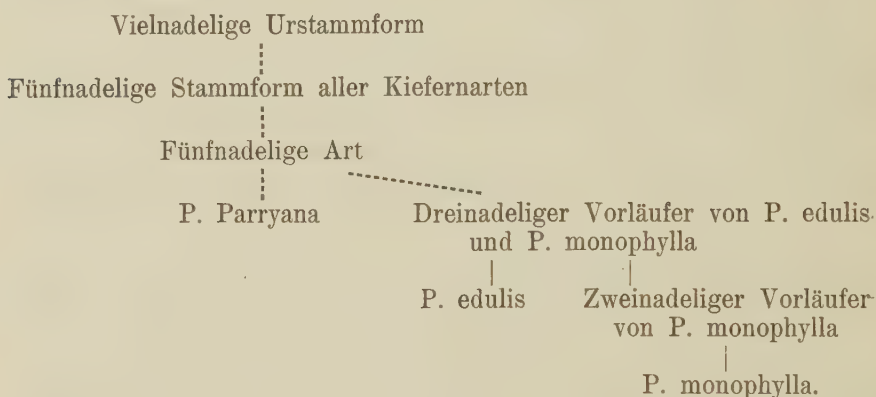 Vielnadelige Urstammform
Fünfnadelige Stammform aller Kiefernarten
Fünfnadelige Art
P. Parryana
Dreinadeliger Vorläufer von P. edulis
und P. monophylla
P. edulis
Zweinadeliger Vorläufer
von P. monophylla
P. monophylla.